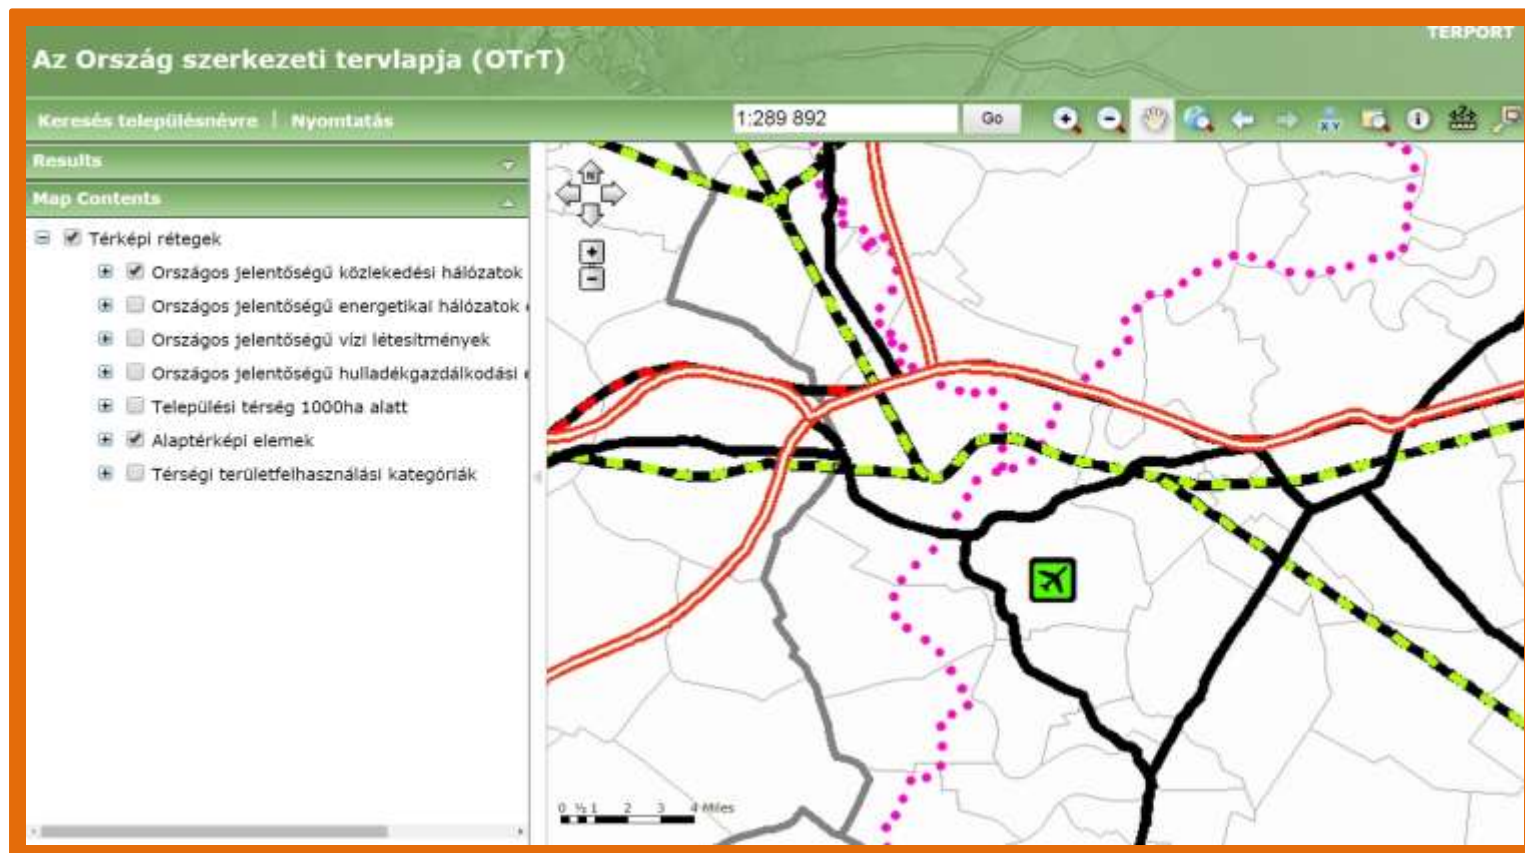 TERPORT
Az Ország szerkezeti tervlapja (OTrT)
Keresés településnévre | Nyomtatás
1:289 892
Go
Results
Map Contents
Térképi rétegek
Országos jelentőségű közlekedési hálózatok
Országos jelentőségű energetikai hálózatok
Országos jelentőségű vízi létesítmények
Országos jelentőségű hulladékgazdálkodási
Települési térség 1000ha alatt
Alaptérképi elemek
Térségi területfelhasználási kategóriák
N
XY
0 ½ 1 2 3 4 Miles